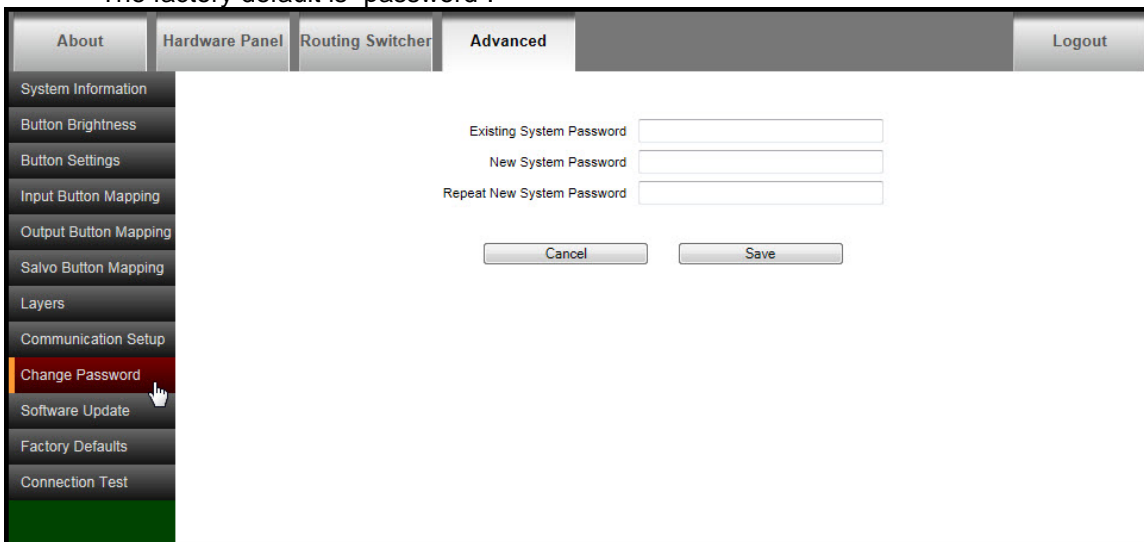 The factory default is "password".
About Hardware Panel Routing Switcher Advanced Logout
System Information
Button Brightness
Button Settings
Input Button Mapping
Output Button Mapping
Salvo Button Mapping
Layers
Communication Setup
Change Password
Software Update
Factory Defaults
Connection Test
Existing System Password
New System Password
Repeat New System Password
Cancel Save